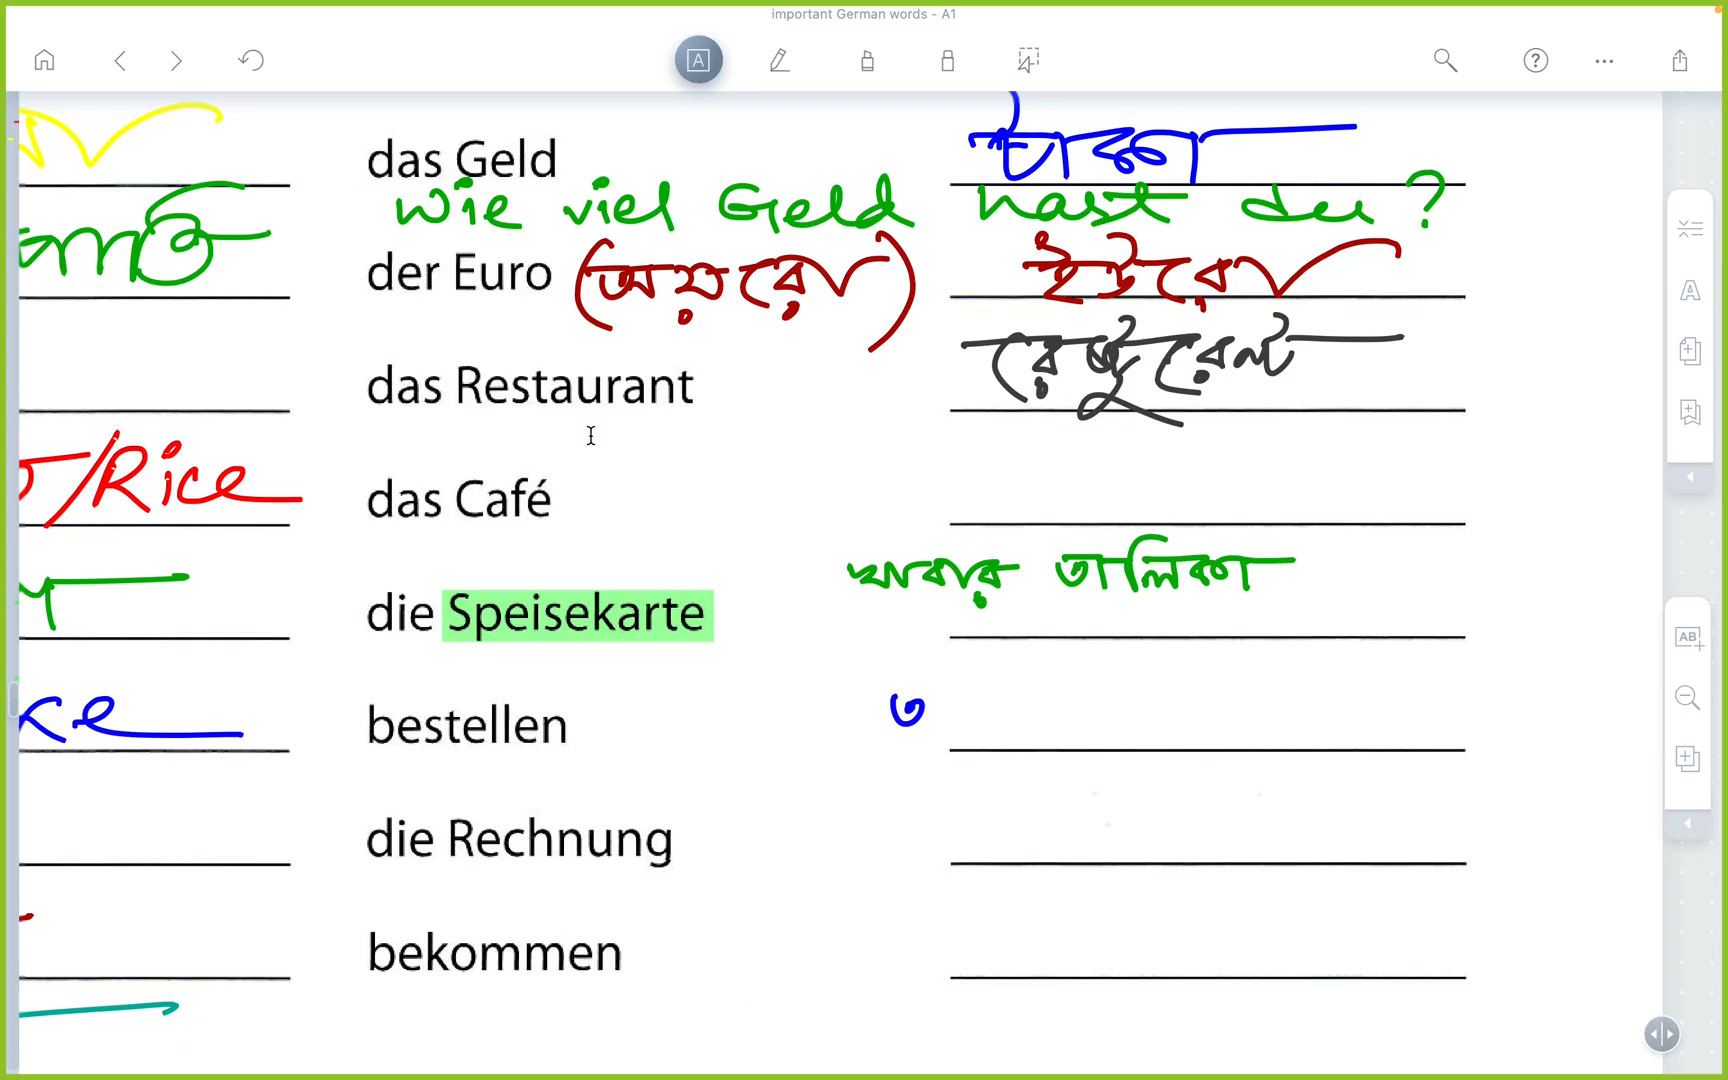 important German words - A1
das Geld টাকা
Wie viel Geld hast du ?
der Euro (অয়রো) ইউরো
das Restaurant রেষ্টুরেন্ট
/Rice
das Café
খাবার তালিকা
die Speisekarte
bestellen
die Rechnung
bekommen